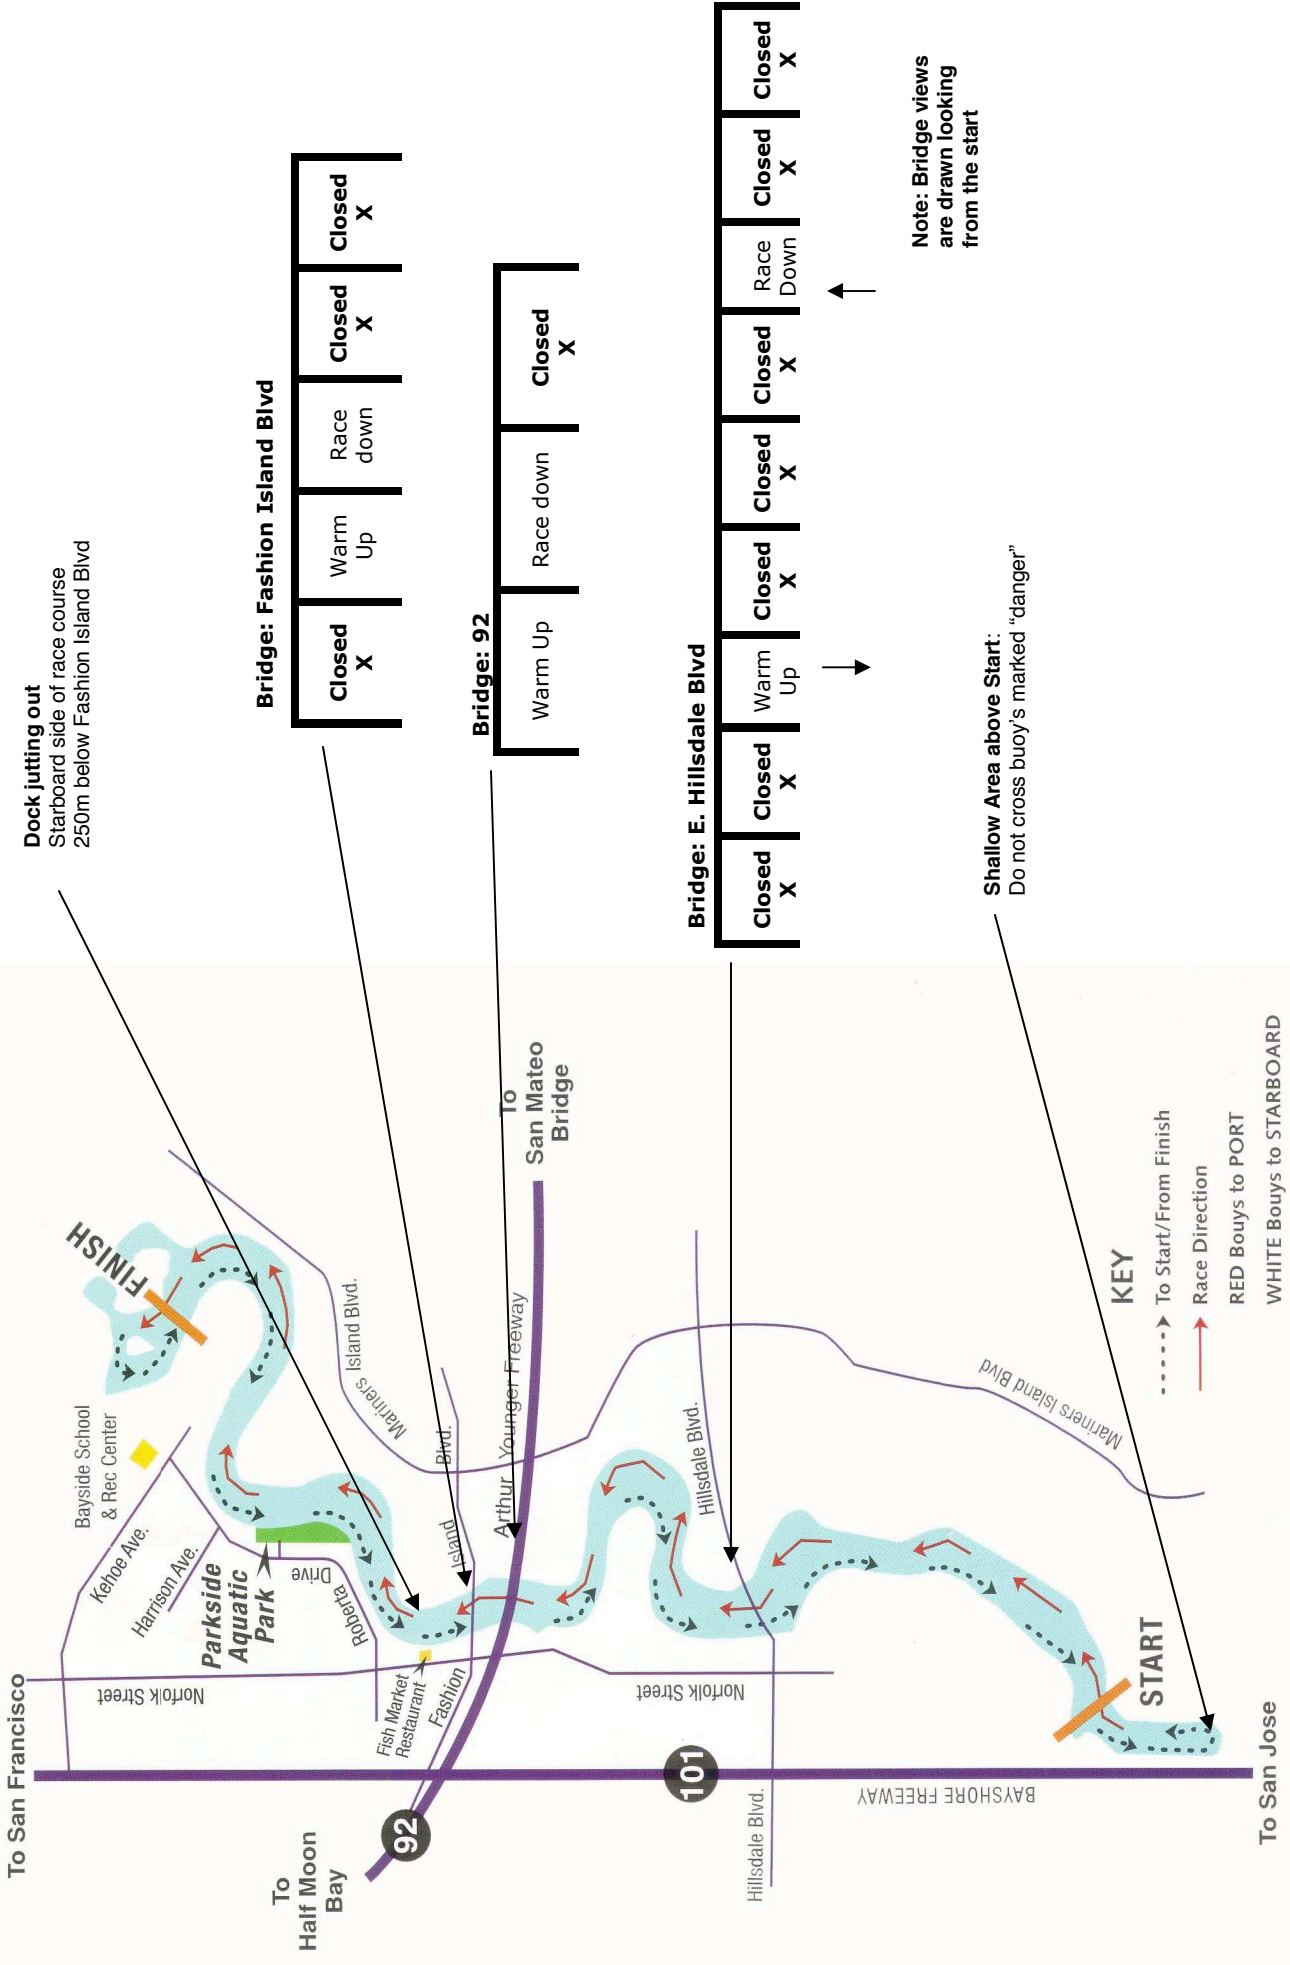 Dock jutting out
Starboard side of race course
250m below Fashion Island Blvd
Bridge: Fashion Island Blvd
Closed
X
Warm
Up
Race
down
Closed
X
Closed
X
Bridge: 92
Warm Up
Race down
Closed
X
Bridge: E. Hillsdale Blvd
Closed
X
Closed
X
Warm
Up
Closed
X
Closed
X
Closed
X
Race
Down
Closed
X
Closed
X
Note: Bridge views
are drawn looking
from the start
Shallow Area above Start:
Do not cross buoy's marked “danger”
To San Francisco
FINISH
Bayside School
& Rec Center
Kehoe Ave.
Harrison Ave.
Parkside
Aquatic
Park
Roberta
Drive
Norfolk Street
Mariners Island Blvd.
Fish Market
Restaurant
Fashion
Island
Blvd.
Arthur Younger Freeway
To
San Mateo
Bridge
To
Half Moon
Bay
92
101
Norfolk Street
Hillsdale Blvd.
Hillsdale Blvd.
BAYSHORE FREEWAY
Mariners Island Blvd
START
To San Jose
KEY
To Start/From Finish
Race Direction
RED Bouys to PORT
WHITE Bouys to STARBOARD